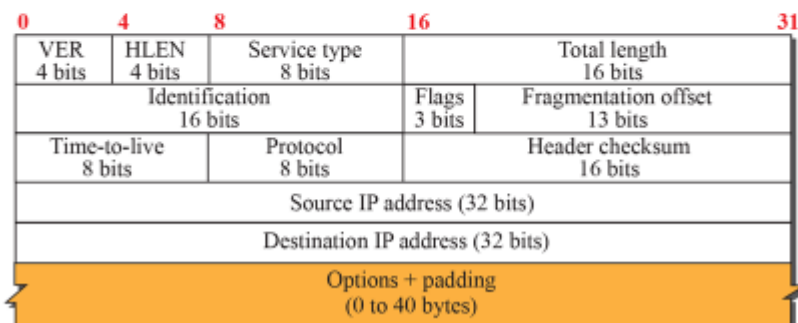 0 4 8 16 31
VER HLEN Service type Total length
4 bits 4 bits 8 bits 16 bits
Identification Flags Fragmentation offset
16 bits 3 bits 13 bits
Time-to-live Protocol Header checksum
8 bits 8 bits 16 bits
Source IP address (32 bits)
Destination IP address (32 bits)
Options + padding
(0 to 40 bytes)